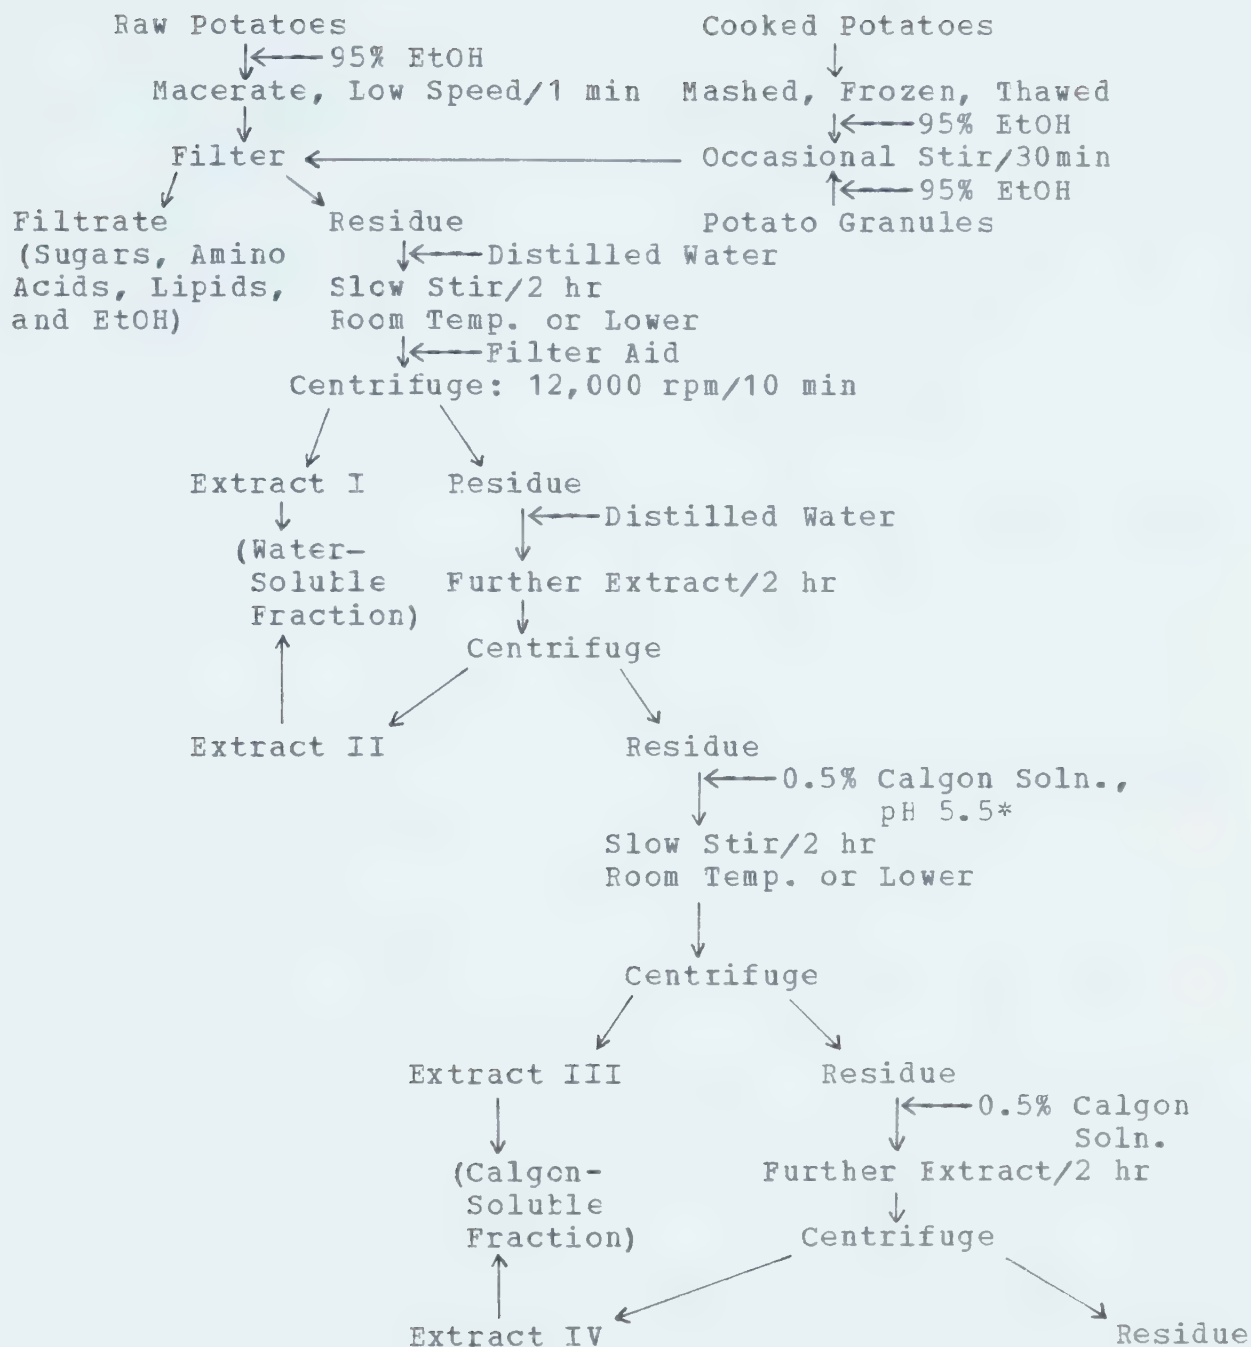 Raw Potatoes
Cooked Potatoes
95% EtOH
Macerate, Low Speed/1 min
Mashed, Frozen, Thawed
95% EtOH
Filter
Occasional Stir/30min
95% EtOH
Potato Granules
Filtrate
(Sugars, Amino
Acids, Lipids,
and EtOH)
Residue
Distilled Water
Slow Stir/2 hr
Room Temp. or Lower
Filter Aid
Centrifuge: 12,000 rpm/10 min
Extract I
Residue
Distilled Water
(Water-
Soluble
Fraction)
Further Extract/2 hr
Centrifuge
Extract II
Residue
0.5% Calgon Soln.,
pH 5.5*
Slow Stir/2 hr
Room Temp. or Lower
Centrifuge
Extract III
Residue
0.5% Calgon
Soln.
(Calgon-
Soluble
Fraction)
Further Extract/2 hr
Centrifuge
Extract IV
Residue